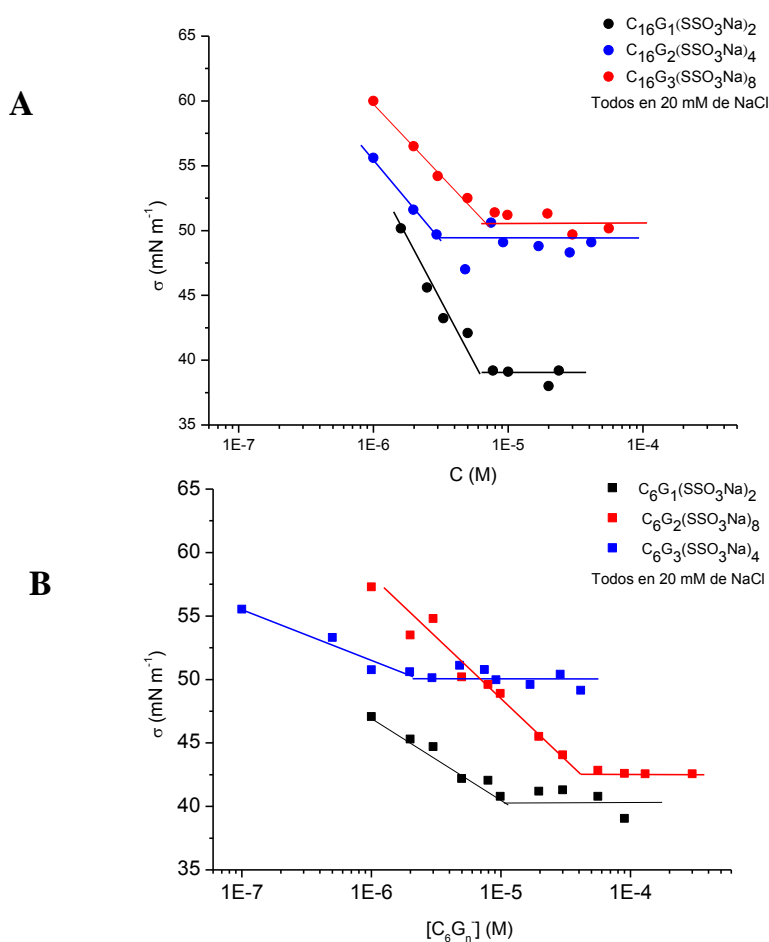 A
C16G1(SSO3Na)2
C16G2(SSO3Na)4
C16G3(SSO3Na)8
Todos en 20 mM de NaCl
65
60
55
50
45
40
35
σ (mN m-1)
1E-7 1E-6 1E-5 1E-4
C (M)
B
C6G1(SSO3Na)2
C6G2(SSO3Na)8
C6G3(SSO3Na)4
Todos en 20 mM de NaCl
65
60
55
50
45
40
35
σ (mN m-1)
1E-7 1E-6 1E-5 1E-4
[C6Gn-] (M)